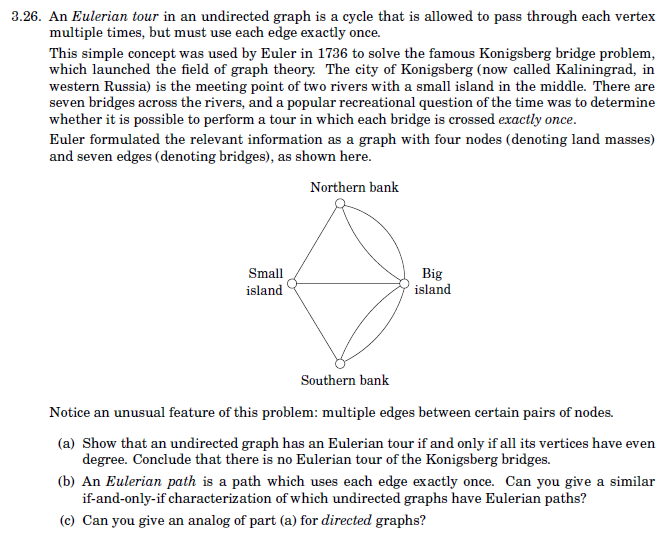 3.26. An Eulerian tour in an undirected graph is a cycle that is allowed to pass through each vertex
multiple times, but must use each edge exactly once.
This simple concept was used by Euler in 1736 to solve the famous Konigsberg bridge problem,
which launched the field of graph theory. The city of Konigsberg (now called Kaliningrad, in
western Russia) is the meeting point of two rivers with a small island in the middle. There are
seven bridges across the rivers, and a popular recreational question of the time was to determine
whether it is possible to perform a tour in which each bridge is crossed exactly once.
Euler formulated the relevant information as a graph with four nodes (denoting land masses)
and seven edges (denoting bridges), as shown here.
Northern bank
Small
island
Big
island
Southern bank
Notice an unusual feature of this problem: multiple edges between certain pairs of nodes.
(a) Show that an undirected graph has an Eulerian tour if and only if all its vertices have even
degree. Conclude that there is no Eulerian tour of the Konigsberg bridges.
(b) An Eulerian path is a path which uses each edge exactly once. Can you give a similar
if-and-only-if characterization of which undirected graphs have Eulerian paths?
(c) Can you give an analog of part (a) for directed graphs?